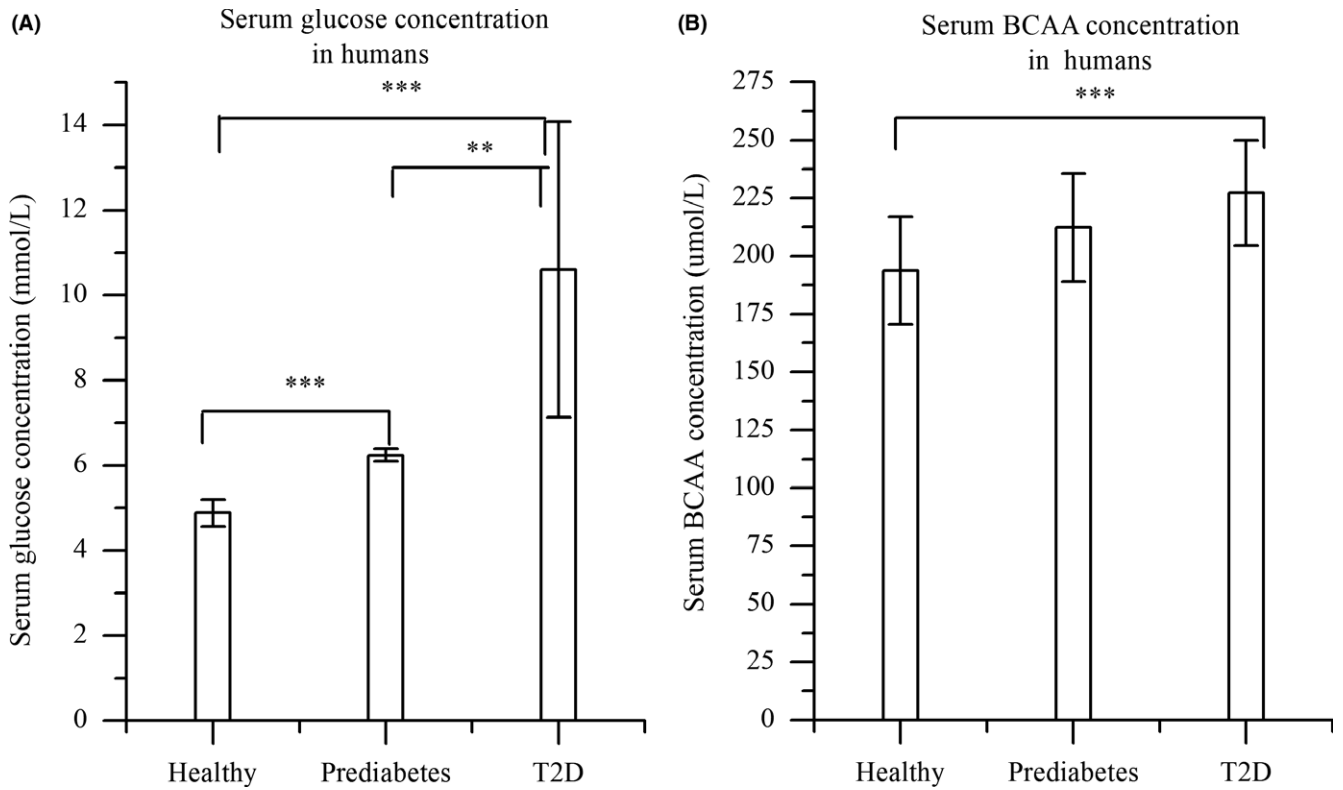 (A)
Serum glucose concentration
in humans
***
**
***
Serum glucose concentration (mmol/L)
14
12
10
8
6
4
2
0
Healthy
Prediabetes
T2D
(B)
Serum BCAA concentration
in humans
***
Serum BCAA concentration (umol/L)
275
250
225
200
175
150
125
100
75
50
25
0
Healthy
Prediabetes
T2D